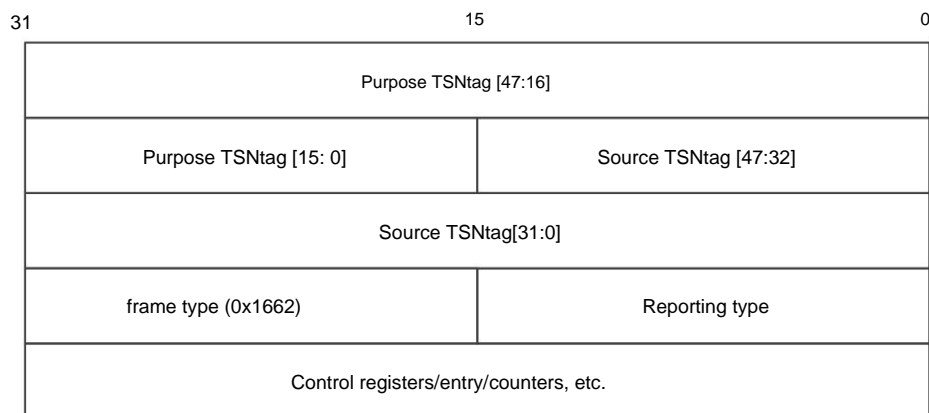 31 15 0
Purpose TSNtag [47:16]
Purpose TSNtag [15: 0] Source TSNtag [47:32]
Source TSNtag[31:0]
frame type (0x1662) Reporting type
Control registers/entry/counters, etc.